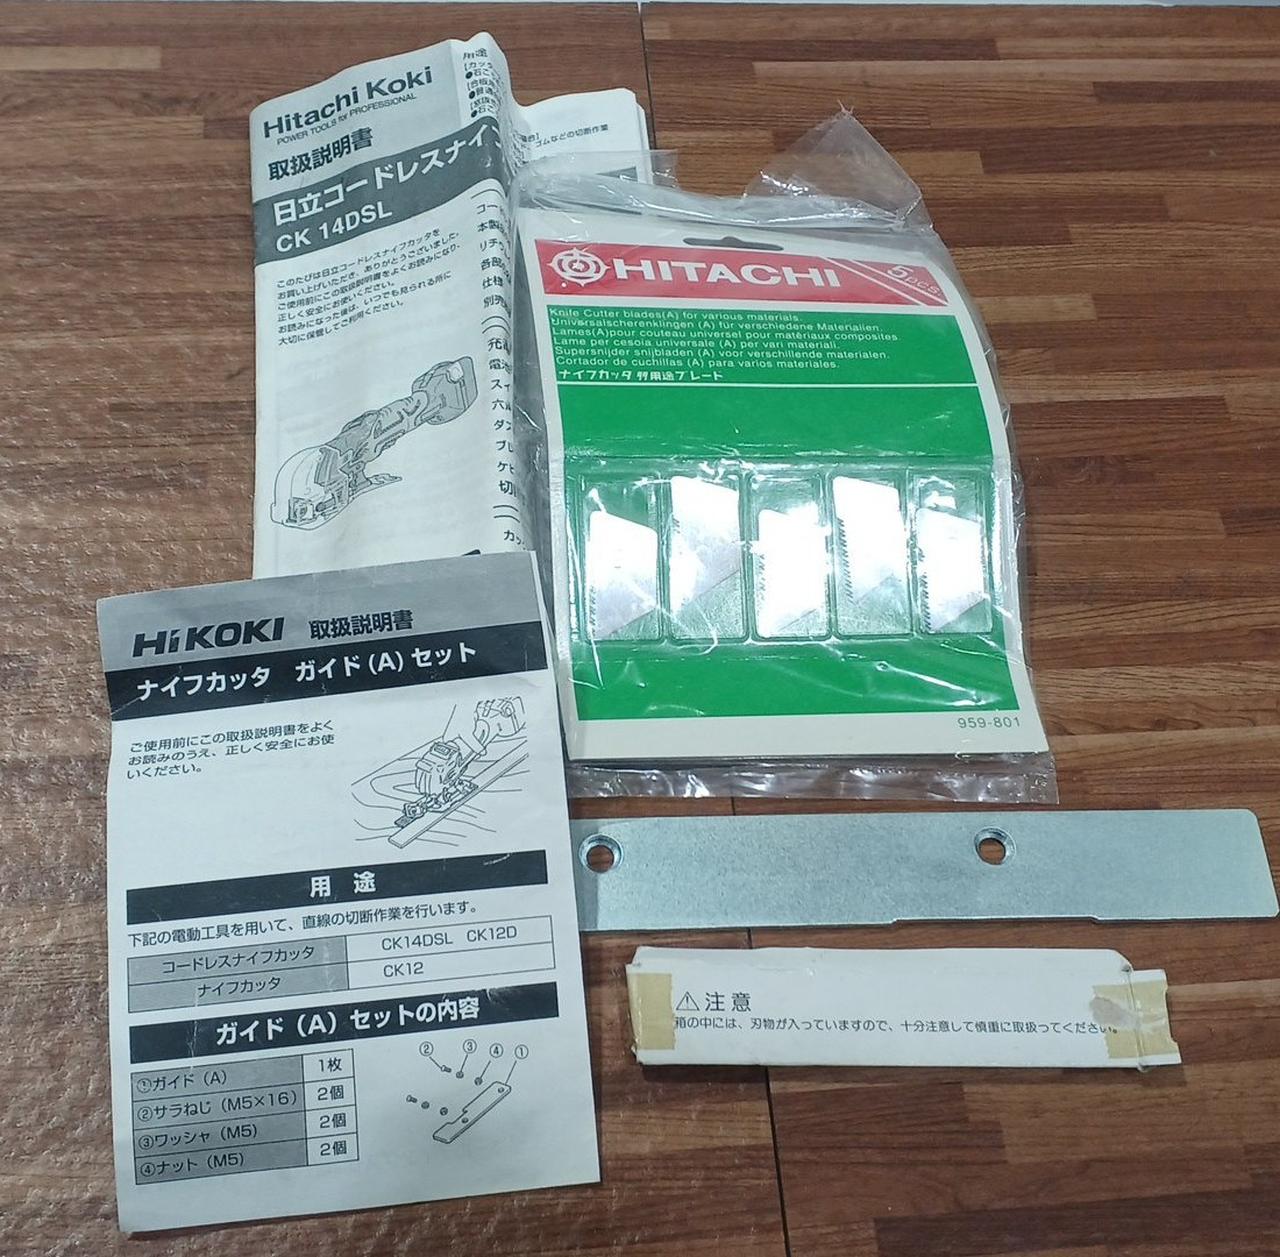 Hitachi Koki
POWER TOOLS for PROFESSIONAL
取扱説明書
日立コードレスナイフ
CK 14DSL
このたびは日立コードレスナイフカッタを
お買い上げいただき、ありがとうございました。
ご使用前にこの取扱説明書をよくお読みになり、
正しく安全にお使いください。
お読みになった後は、いつでも見られる所に
大切に保管してご利用ください。
用途
ゴムなどの切断作業
HITACHI
5pcs.
Knife Cutter blades(A) for various materials.
Universalscherenklingen (A) für verschiedene Materialien.
Lames(A)pour couteau universel pour matériaux composites.
Lame per cesoia universale (A) per vari materiali.
Supersnijder snijbladen (A) voor verschillende materialen.
Cortador de cuchillas (A) para varios materiales.
ナイフカッタ 多用途ブレード
959-801
HiKOKI 取扱説明書
ナイフカッタ ガイド(A)セット
ご使用前にこの取扱説明書をよく
お読みのうえ、正しく安全にお使
いください。
用 途
下記の電動工具を用いて、直線の切断作業を行います。
コードレスナイフカッタ CK14DSL CK12D
ナイフカッタ CK12
ガイド(A)セットの内容
①ガイド(A) 1枚
②サラねじ(M5×16) 2個
③ワッシャ(M5) 2個
④ナット(M5) 2個
② ③ ④ ①
⚠注意
箱の中には、刃物が入っていますので、十分注意して慎重に取扱ってください。